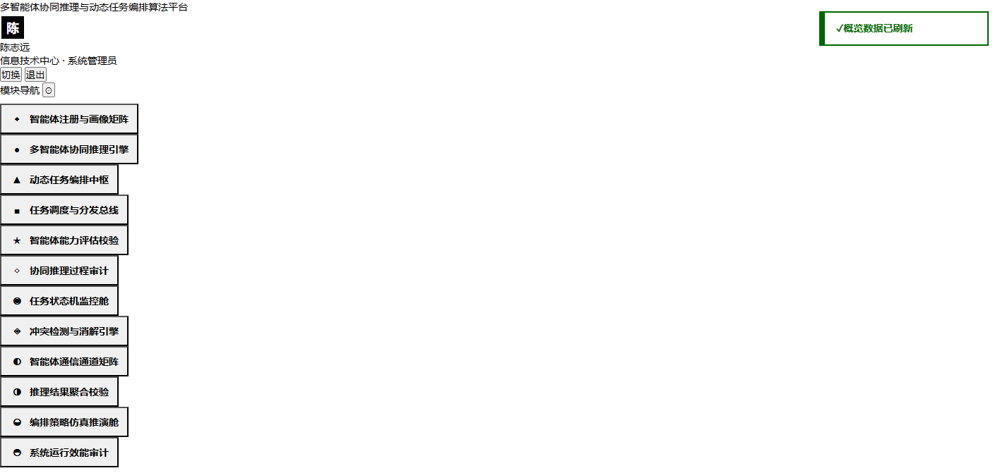 多智能体协同推理与动态任务编排算法平台
✓概览数据已刷新
陈
陈志远
信息技术中心 · 系统管理员
切换 退出
模块导航 ⊙
◆ 智能体注册与画像矩阵
● 多智能体协同推理引擎
▲ 动态任务编排中枢
■ 任务调度与分发总线
★ 智能体能力评估校验
◇ 协同推理过程审计
◉ 任务状态机监控舱
◈ 冲突检测与消解引擎
◐ 智能体通信通道矩阵
◑ 推理结果聚合校验
◒ 编排策略仿真推演舱
◓ 系统运行效能审计